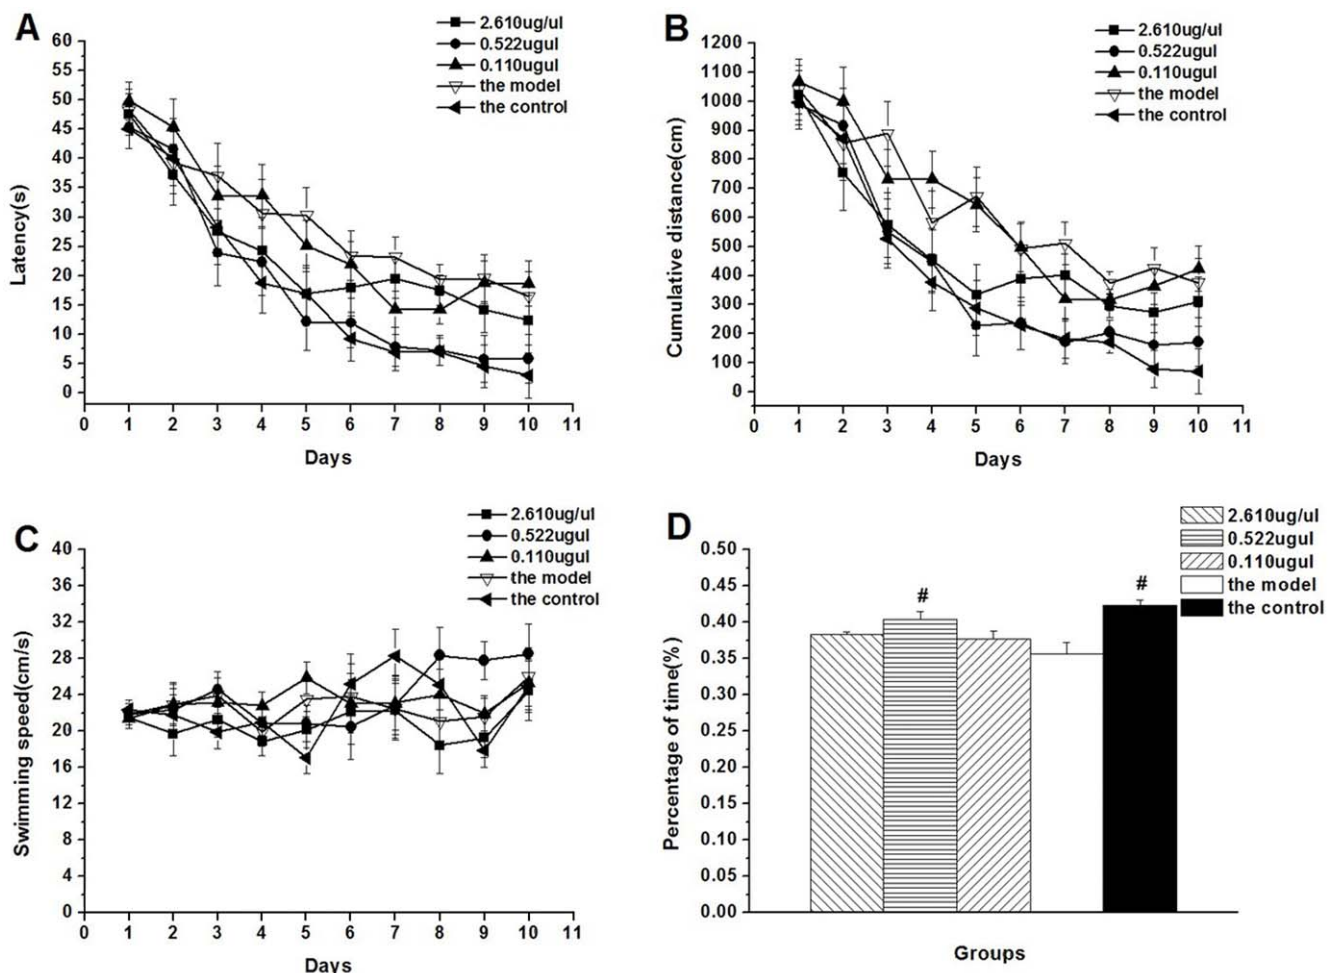 A
2.610ug/ul
0.522ugul
0.110ugul
the model
the control
60
55
50
45
40
35
30
25
20
15
10
5
0
Latency(s)
0 1 2 3 4 5 6 7 8 9 10 11
Days
B
2.610ug/ul
0.522ugul
0.110ugul
the model
the control
1200
1100
1000
900
800
700
600
500
400
300
200
100
0
Cumulative distance(cm)
0 1 2 3 4 5 6 7 8 9 10 11
Days
C
2.610ug/ul
0.522ugul
0.110ugul
the model
the control
40
36
32
28
24
20
16
12
8
4
0
Swimming speed(cm/s)
0 1 2 3 4 5 6 7 8 9 10 11
Days
D
2.610ug/ul
0.522ugul
0.110ugul
the model
the control
0.50
0.45
0.40
0.35
0.30
0.25
0.20
0.15
0.10
0.05
0.00
Percentage of time(%)
# #
Groups